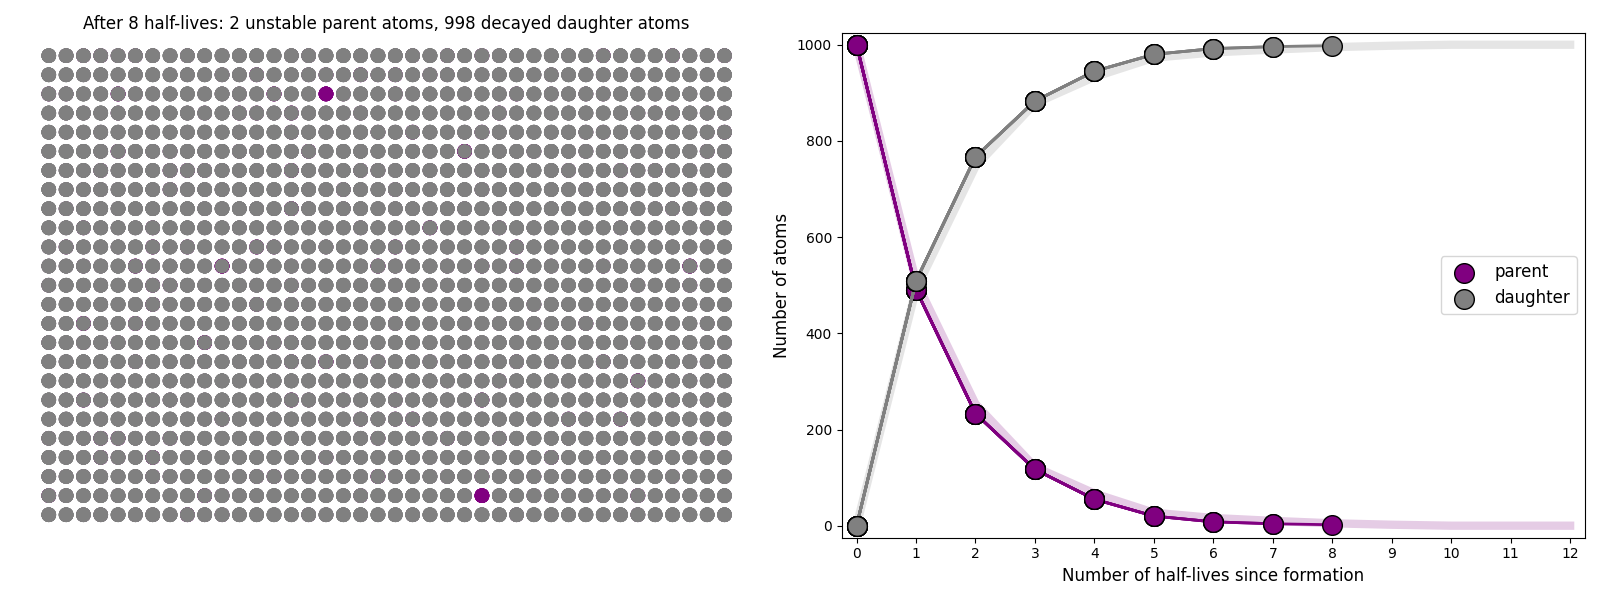 After 8 half-lives: 2 unstable parent atoms, 998 decayed daughter atoms
1000
800
600
400
200
0
Number of atoms
parent
daughter
0 1 2 3 4 5 6 7 8 9 10 11 12
Number of half-lives since formation